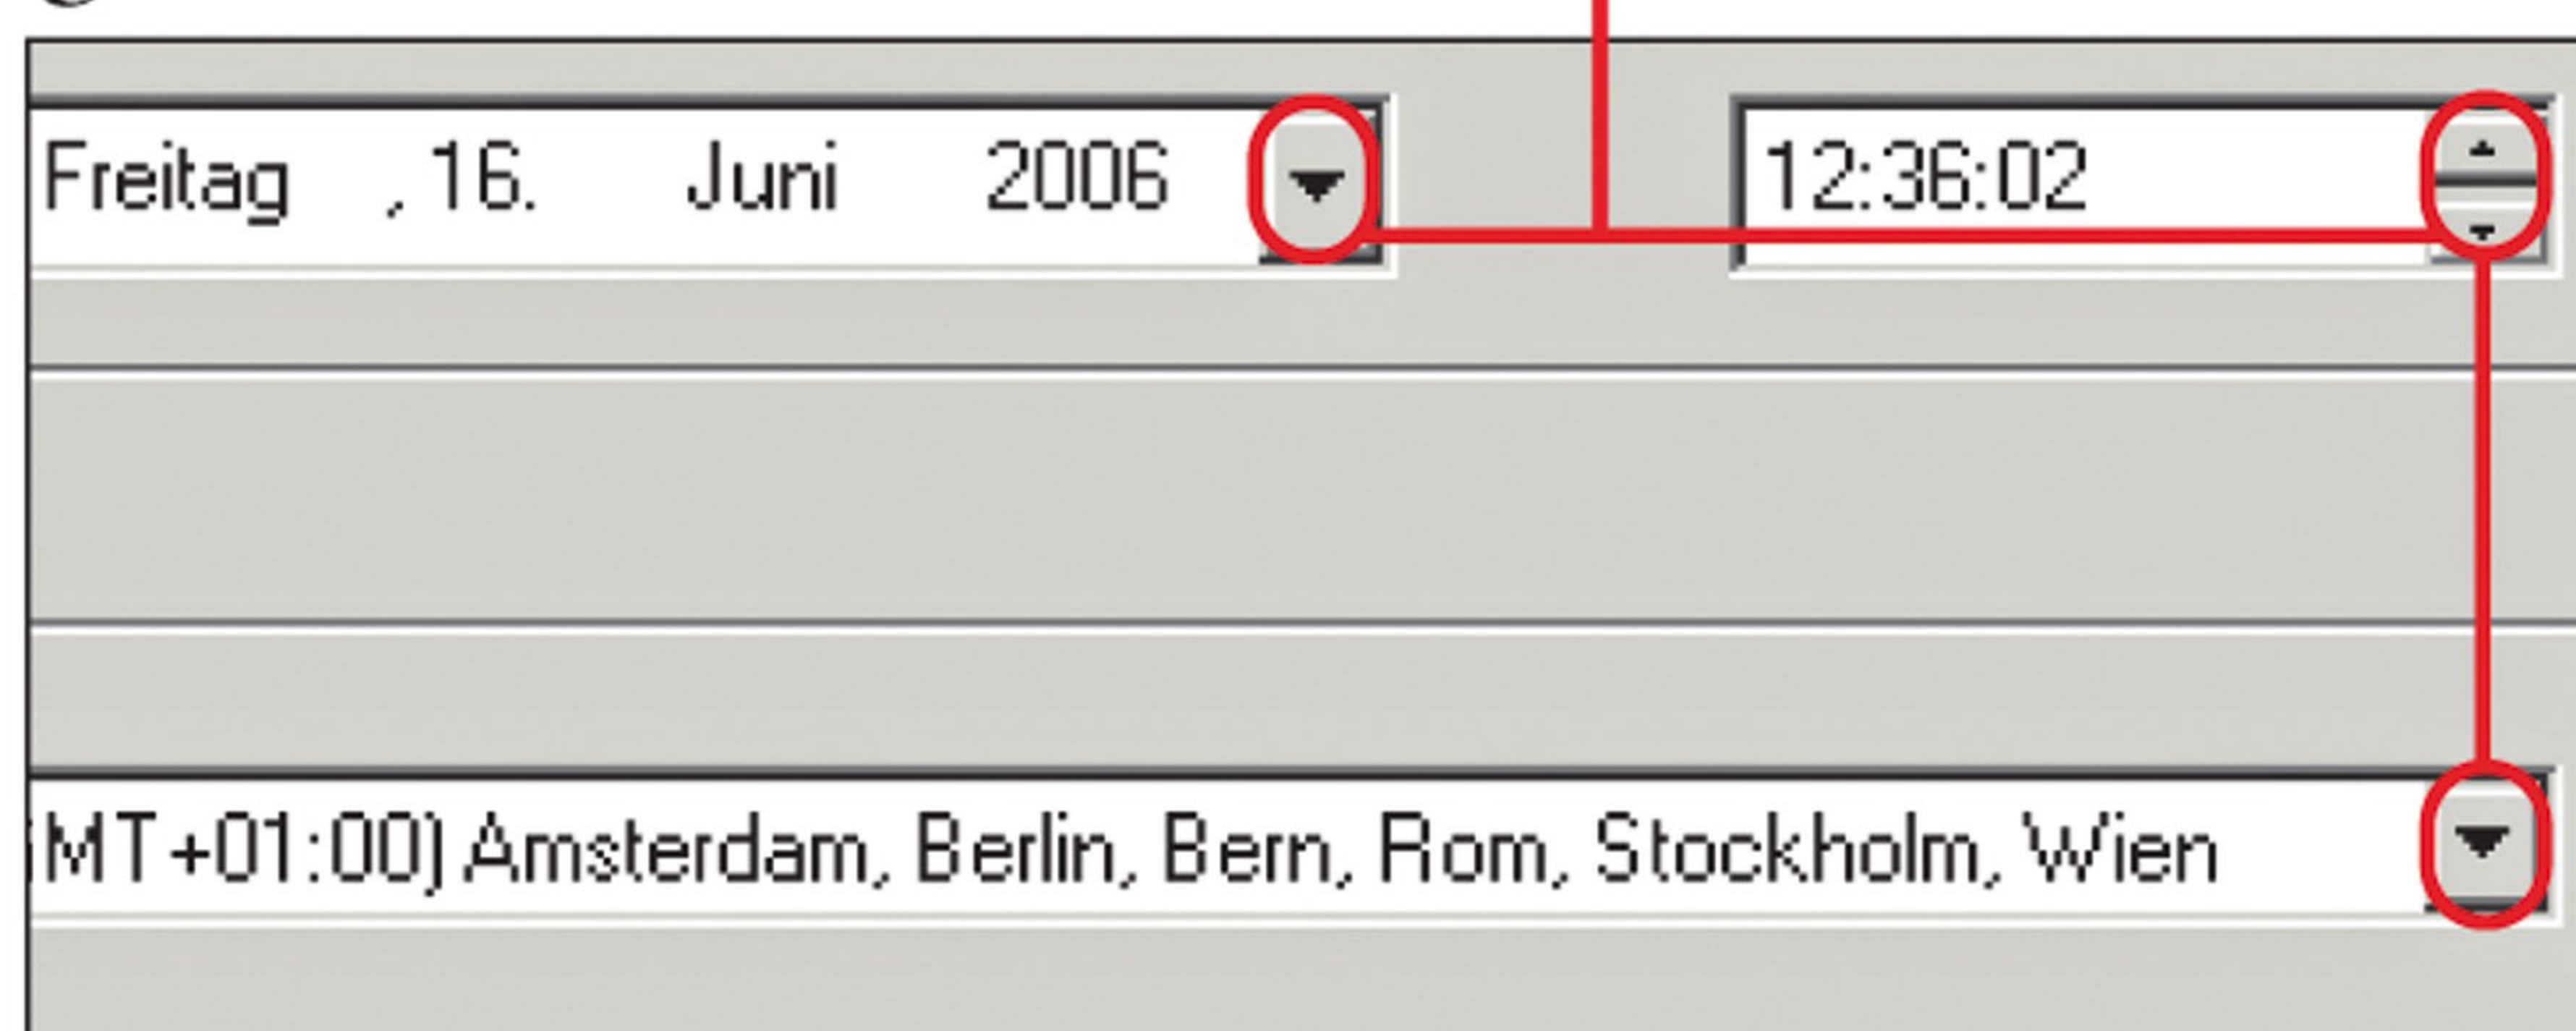 Freitag , 16. Juni 2006 12:36:02
MT+01:00) Amsterdam, Berlin, Bern, Rom, Stockholm, Wien